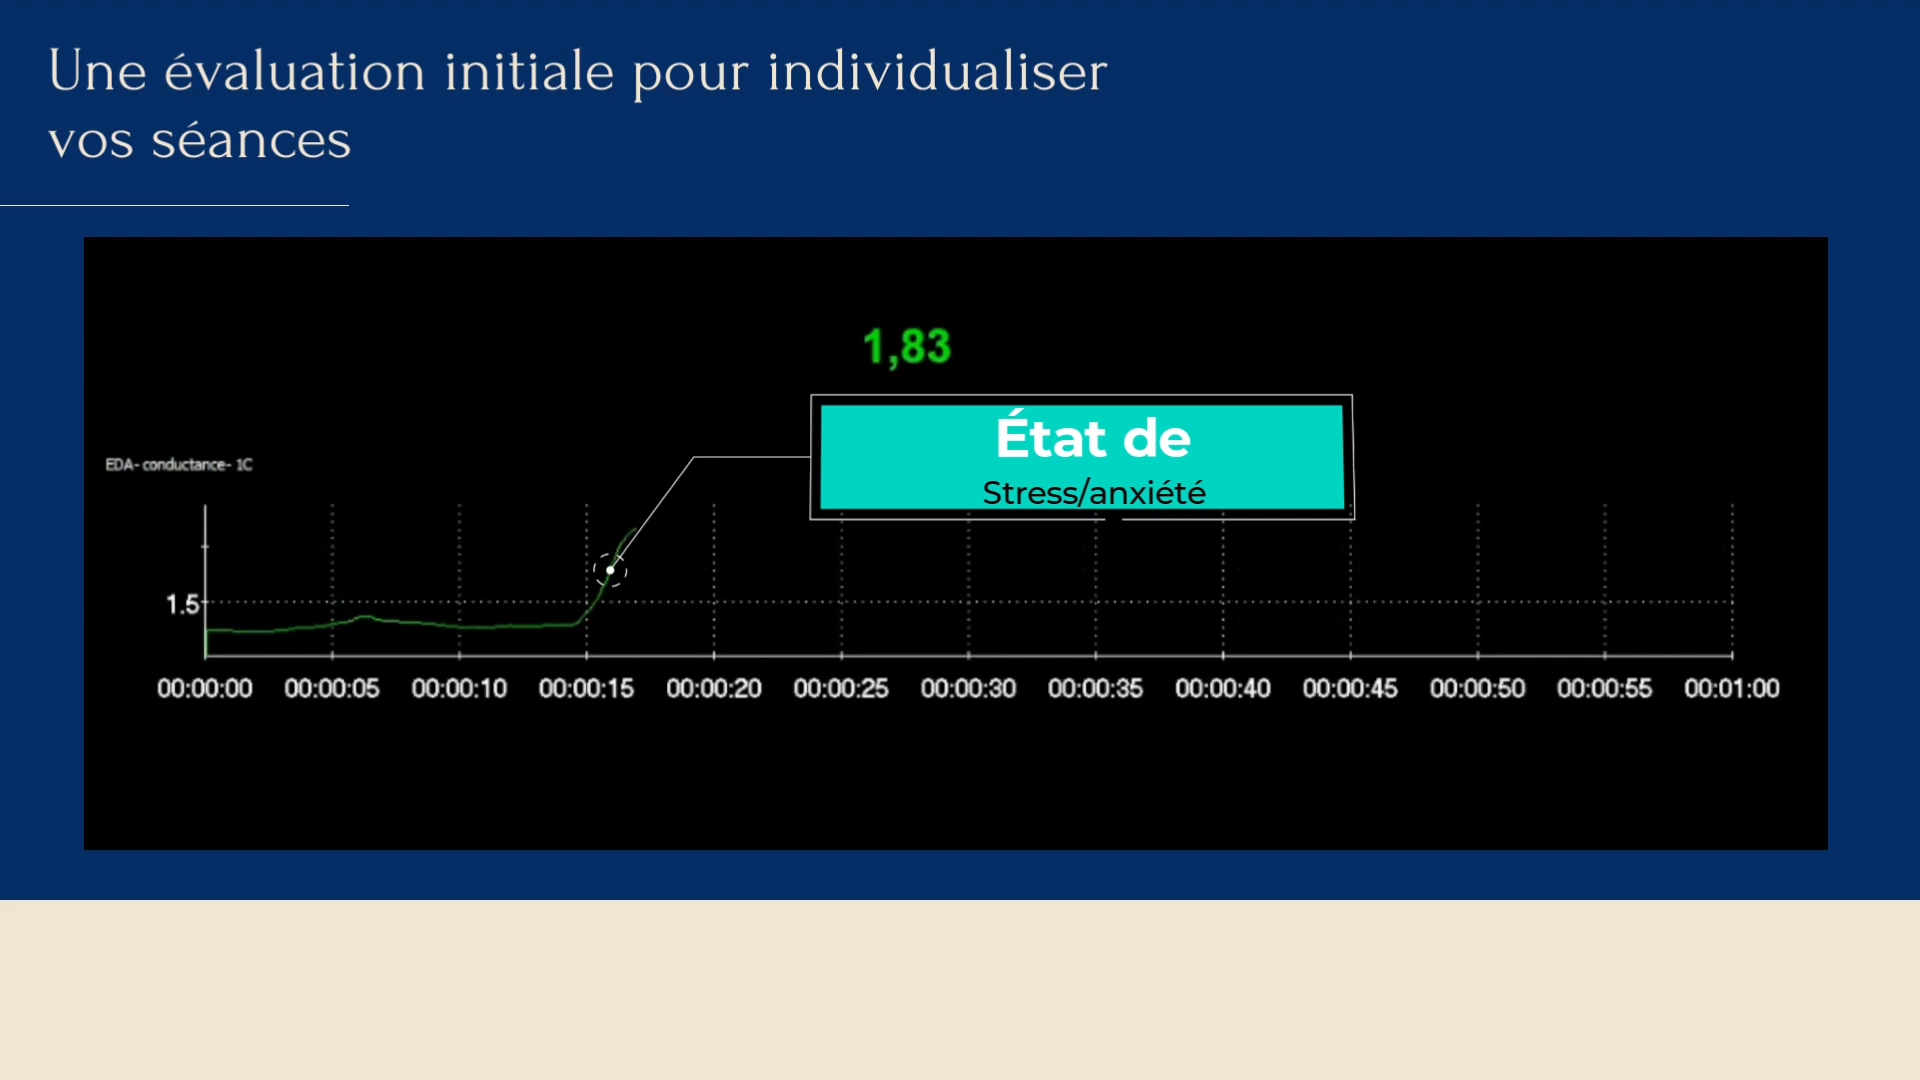 Une évaluation initiale pour individualiser
vos séances
1,83
État de
Stress/anxiété
EDA- conductance- 1C
1.5
00:00:00 00:00:05 00:00:10 00:00:15 00:00:20 00:00:25 00:00:30 00:00:35 00:00:40 00:00:45 00:00:50 00:00:55 00:01:00